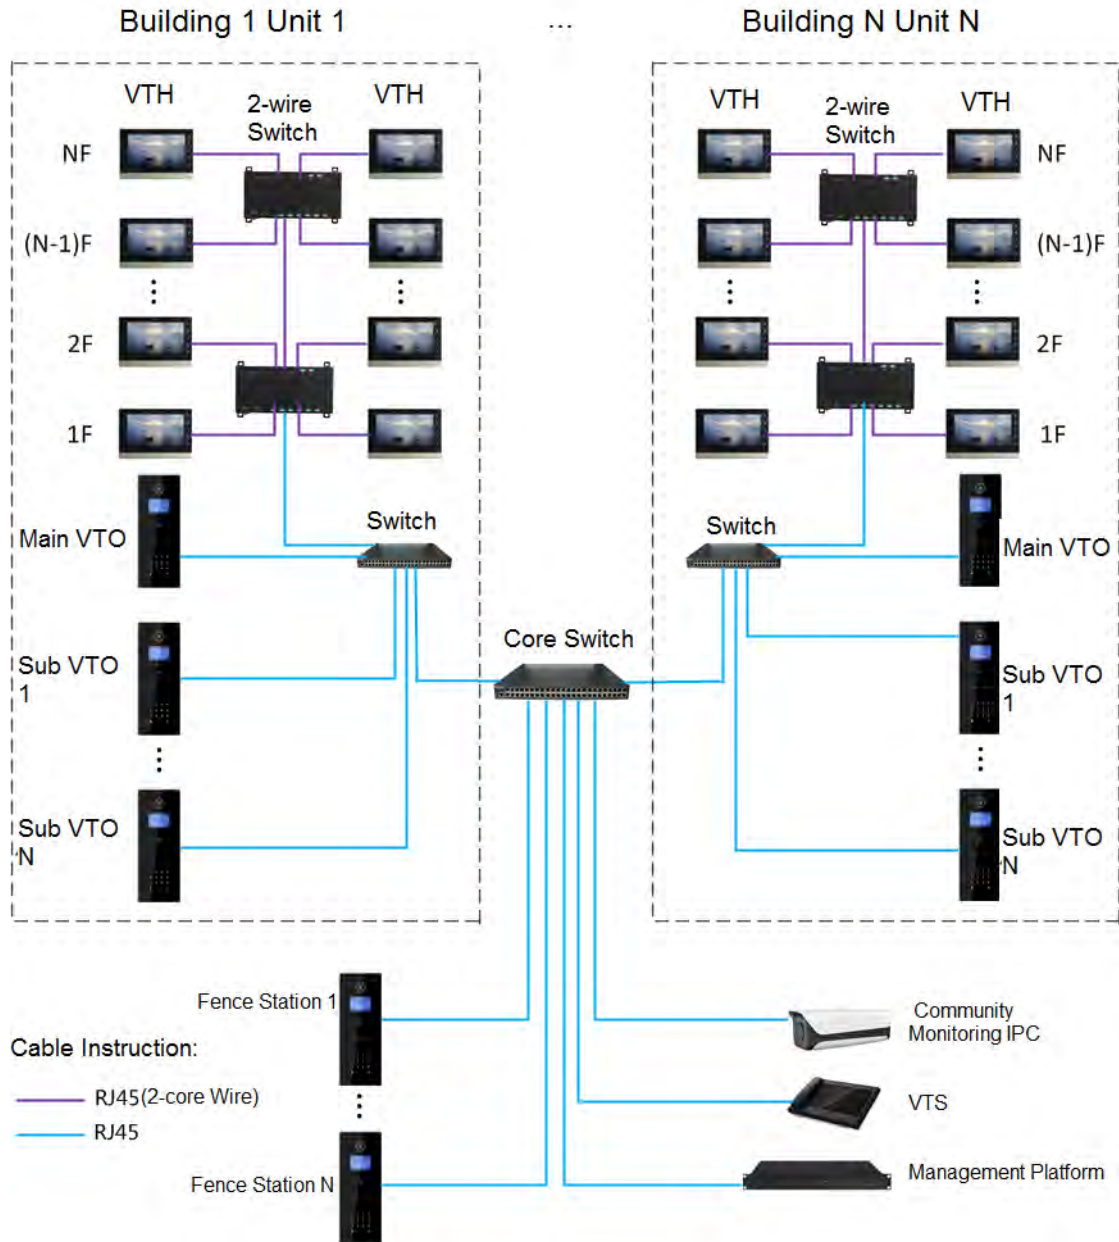 Building 1 Unit 1 ... Building N Unit N
VTH VTH VTH VTH
2-wire
Switch
2-wire
Switch
NF NF
(N-1)F (N-1)F
2F 2F
1F 1F
Switch Switch
Main VTO Main VTO
Core Switch
Sub VTO
1
Sub VTO
1
Sub VTO
N
Sub VTO
N
Fence Station 1
Community
Monitoring IPC
Cable Instruction:
RJ45(2-core Wire)
VTS
RJ45
Fence Station N
Management Platform